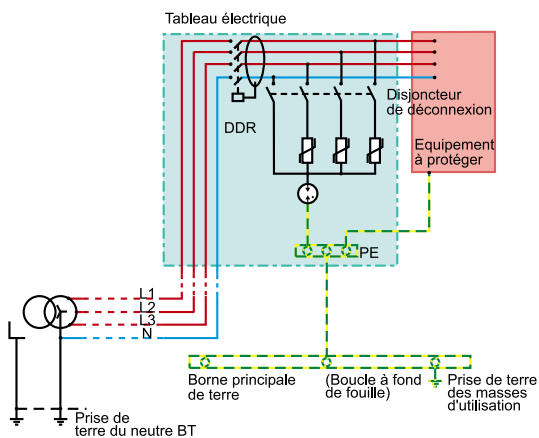 Tableau électrique
Disjoncteur
de déconnexion
DDR
Equipement
à protéger
PE
L1
L2
L3
N
Borne principale
de terre
(Boucle à fond
de fouille)
Prise de terre
des masses
d'utilisation
Prise de
terre du neutre BT